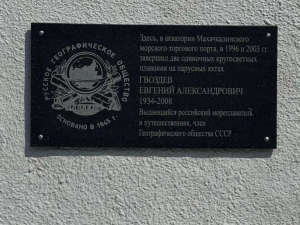 РУССКОЕ ГЕОГРАФИЧЕСКОЕ ОБЩЕСТВО
ОСНОВАНО В 1845 г.
Здесь, в акватории Махачкалинского
морского торгового порта, в 1996 и 2003 гг.
завершил два одиночных кругосветных
плавания на парусных яхтах
ГВОЗДЕВ
ЕВГЕНИЙ АЛЕКСАНДРОВИЧ
1934-2008
Выдающийся российский мореплаватель
и путешественник, член
Географического общества СССР